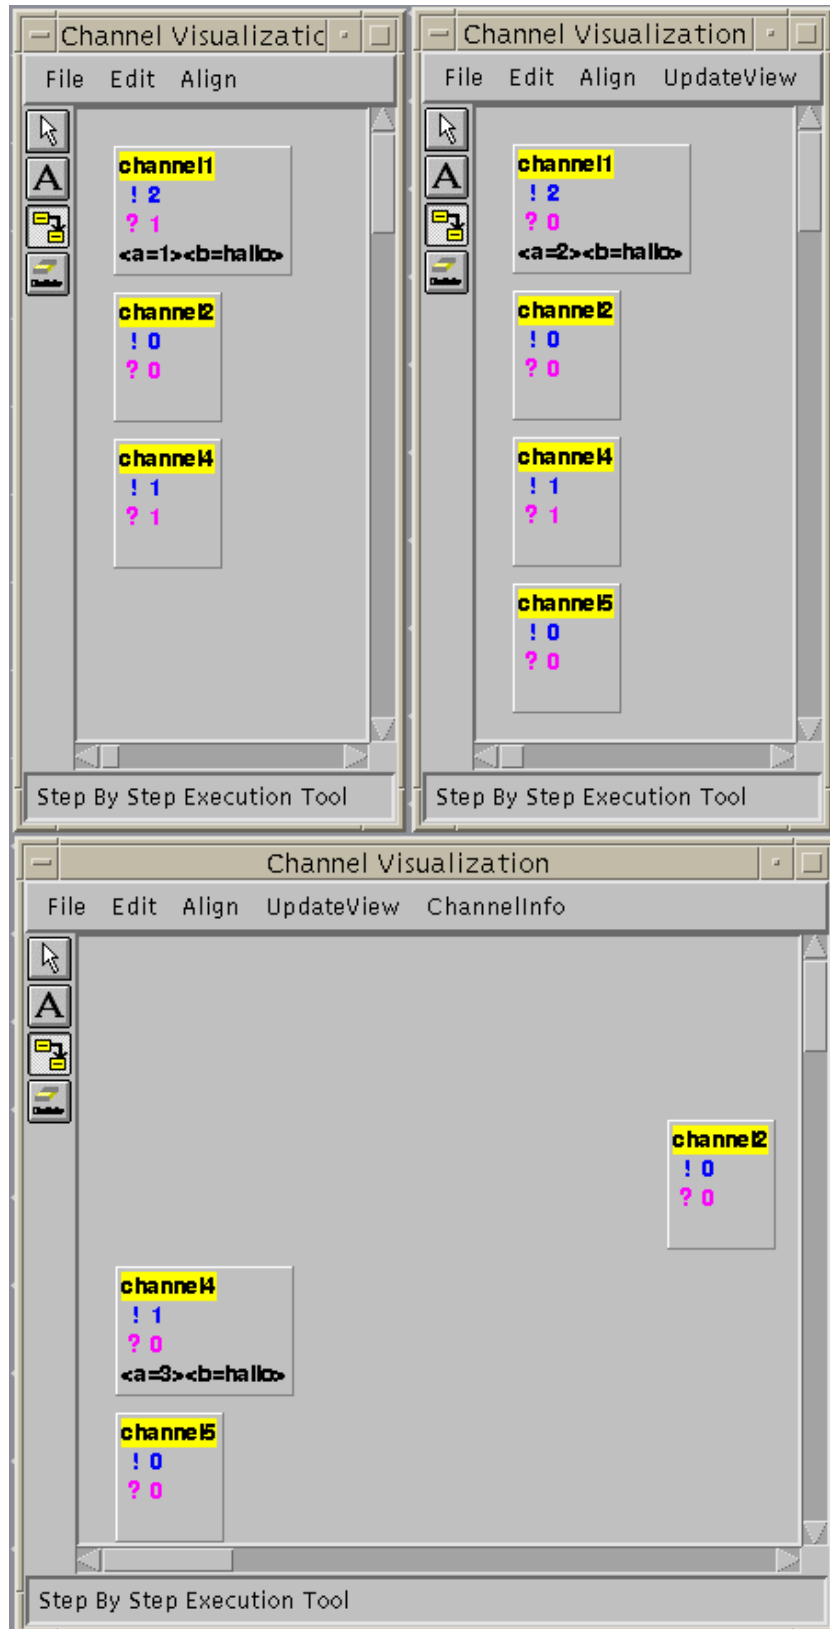 Channel Visualizatic
File Edit Align
A
channel1
! 2
? 1
<a=1><b=hallo>
channel2
! 0
? 0
channel4
! 1
? 1
Step By Step Execution Tool
Channel Visualization
File Edit Align UpdateView
A
channel1
! 2
? 0
<a=2><b=hallo>
channel2
! 0
? 0
channel4
! 1
? 1
channel5
! 0
? 0
Step By Step Execution Tool
Channel Visualization
File Edit Align UpdateView ChannelInfo
A
channel2
! 0
? 0
channel4
! 1
? 0
<a=3><b=hallo>
channel5
! 0
? 0
Step By Step Execution Tool